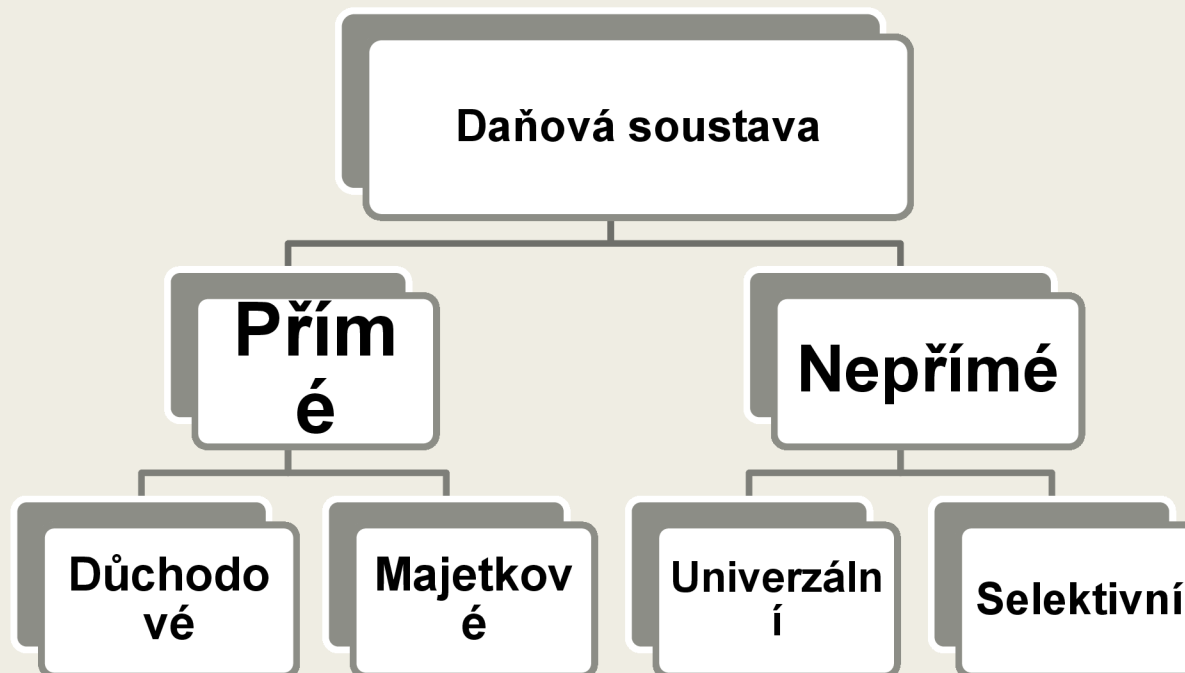 Daňová soustava
Přím
é
Nepřímé
Důchodo
vé
Majetkov
é
Univerzáln
í
Selektivní